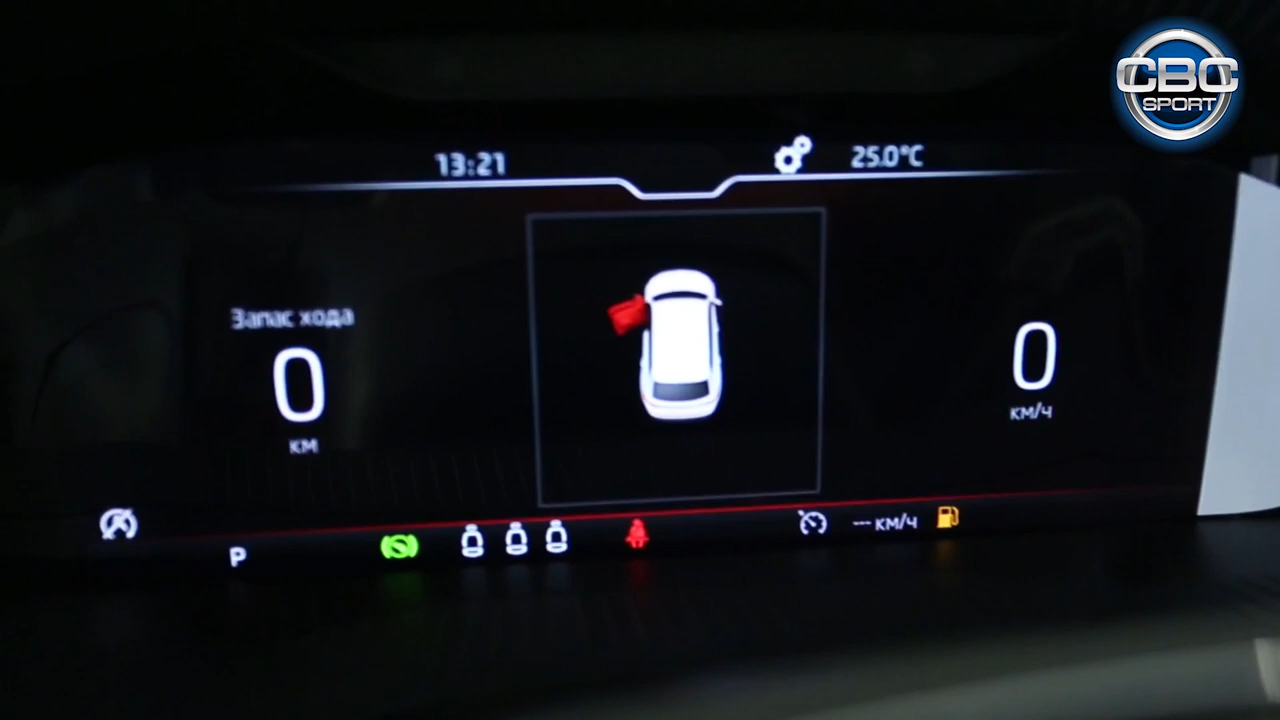 CBC
SPORT
13:21
25.0°C
Запас хода
0
км
0
км/ч
P
--- км/ч